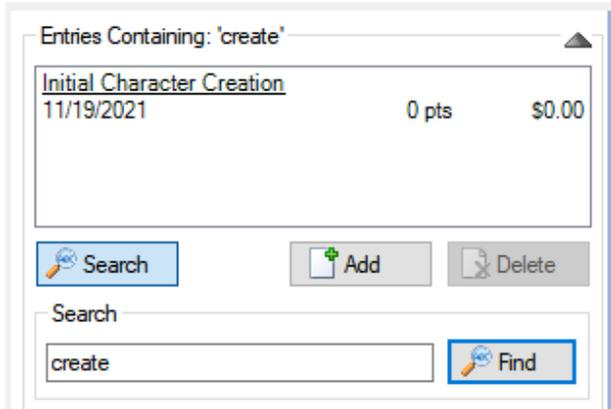 Entries Containing: 'create'
Initial Character Creation
11/19/2021 0 pts $0.00
Search Add Delete
Search
create Find